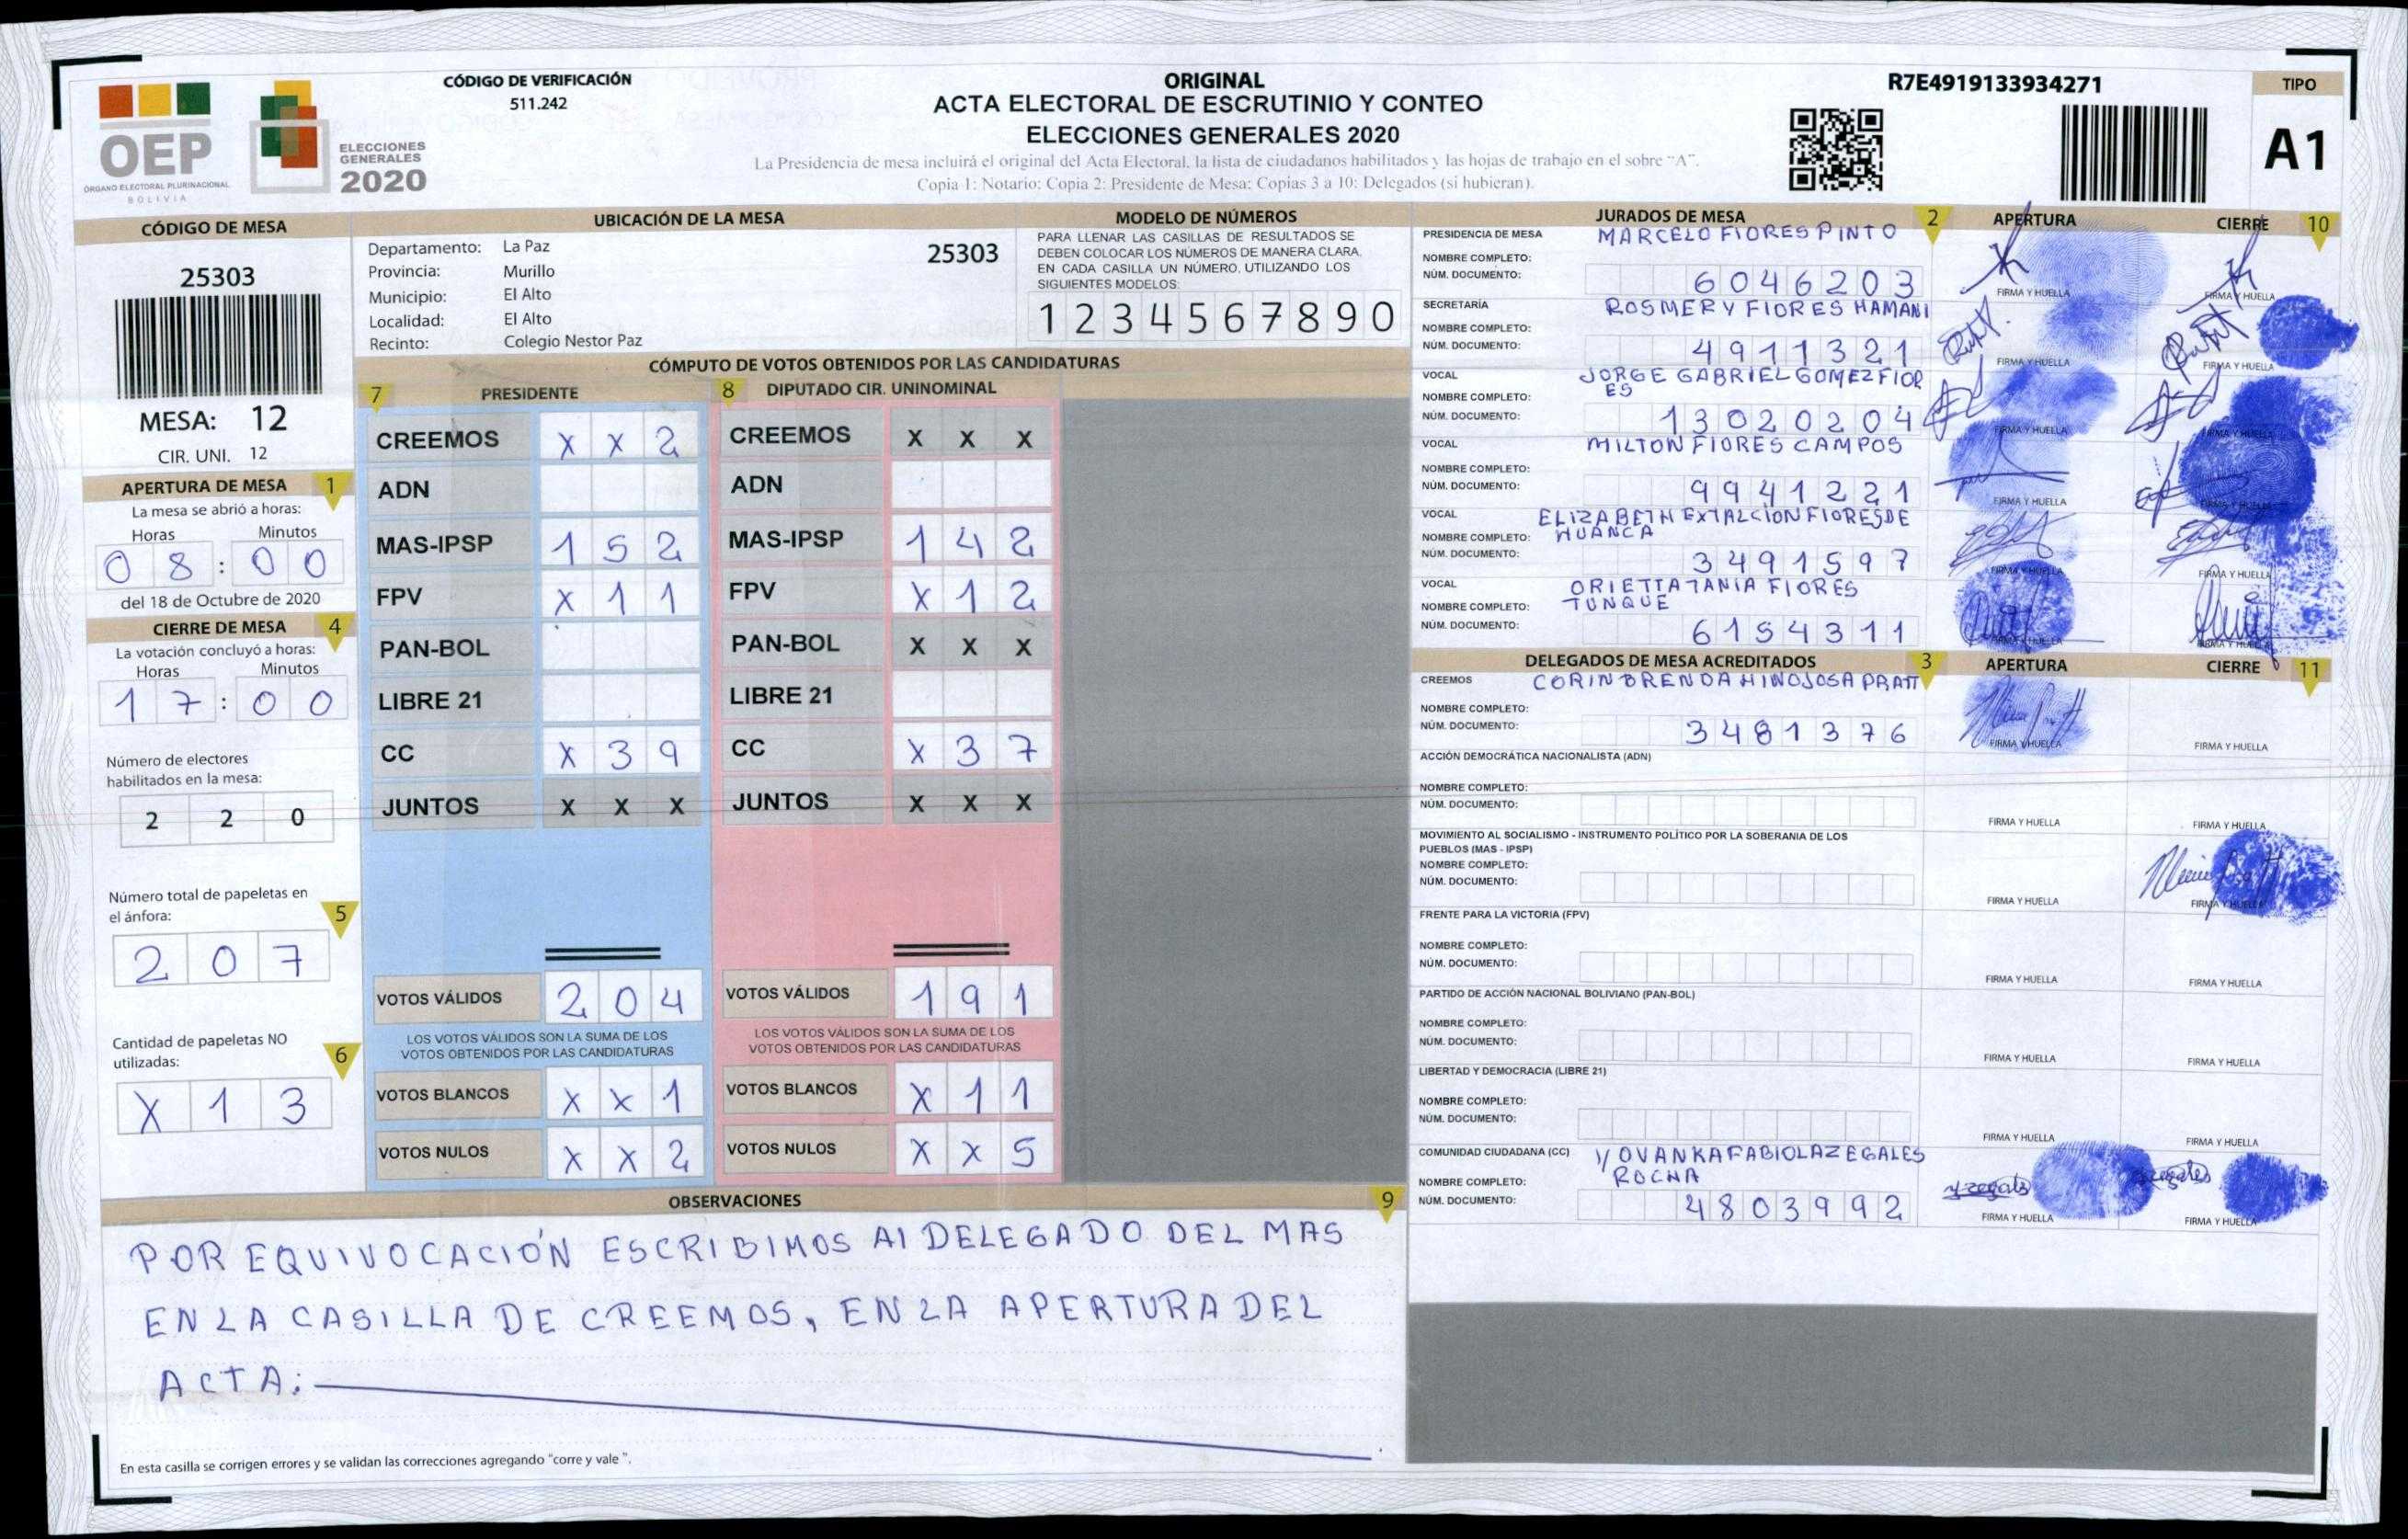 OEP
ÓRGANO ELECTORAL PLURINACIONAL
BOLIVIA
ELECCIONES
GENERALES
2020
CÓDIGO DE VERIFICACIÓN
511.242
ORIGINAL
ACTA ELECTORAL DE ESCRUTINIO Y CONTEO
ELECCIONES GENERALES 2020
La Presidencia de mesa incluirá el original del Acta Electoral, la lista de ciudadanos habilitados y las hojas de trabajo en el sobre "A".
Copia 1: Notario; Copia 2: Presidente de Mesa; Copias 3 a 10: Delegados (si hubieran).
R7E4919133934271
TIPO
A1
CÓDIGO DE MESA
25303
MESA: 12
CIR. UNI. 12
APERTURA DE MESA 1
La mesa se abrió a horas:
Horas Minutos
08:00
del 18 de Octubre de 2020
CIERRE DE MESA 4
La votación concluyó a horas:
Horas Minutos
17:00
Número de electores
habilitados en la mesa:
2 2 0
Número total de papeletas en
el ánfora: 5
2 0 7
Cantidad de papeletas NO
utilizadas: 6
X 1 3
UBICACIÓN DE LA MESA
Departamento: La Paz 25303
Provincia: Murillo
Municipio: El Alto
Localidad: El Alto
Recinto: Colegio Nestor Paz
MODELO DE NÚMEROS
PARA LLENAR LAS CASILLAS DE RESULTADOS SE
DEBEN COLOCAR LOS NÚMEROS DE MANERA CLARA,
EN CADA CASILLA UN NÚMERO, UTILIZANDO LOS
SIGUIENTES MODELOS:
1 2 3 4 5 6 7 8 9 0
CÓMPUTO DE VOTOS OBTENIDOS POR LAS CANDIDATURAS
7 PRESIDENTE
CREEMOS X X 2
ADN
MAS-IPSP 1 5 2
FPV X 1 1
PAN-BOL
LIBRE 21
CC X 3 9
JUNTOS X X X
VOTOS VÁLIDOS 2 0 4
LOS VOTOS VÁLIDOS SON LA SUMA DE LOS
VOTOS OBTENIDOS POR LAS CANDIDATURAS
VOTOS BLANCOS X X 1
VOTOS NULOS X X 2
8 DIPUTADO CIR. UNINOMINAL
CREEMOS X X X
ADN
MAS-IPSP 1 4 2
FPV X 1 2
PAN-BOL X X X
LIBRE 21
CC X 3 7
JUNTOS X X X
VOTOS VÁLIDOS 1 9 1
LOS VOTOS VÁLIDOS SON LA SUMA DE LOS
VOTOS OBTENIDOS POR LAS CANDIDATURAS
VOTOS BLANCOS X 1 1
VOTOS NULOS X X 5
OBSERVACIONES 9
POR EQUIVOCACIÓN ESCRIBIMOS Al DELEGADO DEL MAS
EN LA CASILLA DE CREEMOS, EN LA APERTURA DEL
ACTA:
En esta casilla se corrigen errores y se validan las correcciones agregando "corre y vale ".
JURADOS DE MESA 2 APERTURA CIERRE 10
PRESIDENCIA DE MESA MARCELO FlORES PINTO
NOMBRE COMPLETO:
NÚM. DOCUMENTO: 6046203
FIRMA Y HUELLA FIRMA Y HUELLA
SECRETARÍA ROSMERY FlORES MAMANI
NOMBRE COMPLETO:
NÚM. DOCUMENTO: 4911321
FIRMA Y HUELLA FIRMA Y HUELLA
VOCAL JORGE GABRIEL GOMEZ FlOR
ES
NOMBRE COMPLETO:
NÚM. DOCUMENTO: 13020204
FIRMA Y HUELLA FIRMA Y HUELLA
VOCAL MILTON FlORES CAMPOS
NOMBRE COMPLETO:
NÚM. DOCUMENTO: 9941221
FIRMA Y HUELLA FIRMA Y HUELLA
VOCAL ELIZABETH EXTALCION FlORES DE
NOMBRE COMPLETO: HUANCA
NÚM. DOCUMENTO: 3491597
FIRMA Y HUELLA FIRMA Y HUELLA
VOCAL ORIETTA TANIA FlORES
NOMBRE COMPLETO: TUNQUE
NÚM. DOCUMENTO: 6154311
FIRMA Y HUELLA FIRMA Y HUELLA
DELEGADOS DE MESA ACREDITADOS 3 APERTURA CIERRE 11
CREEMOS CORIN BRENDA HINOJOSA PRATT
NOMBRE COMPLETO:
NÚM. DOCUMENTO: 3481376
FIRMA Y HUELLA FIRMA Y HUELLA
ACCIÓN DEMOCRÁTICA NACIONALISTA (ADN)
NOMBRE COMPLETO:
NÚM. DOCUMENTO:
FIRMA Y HUELLA FIRMA Y HUELLA
MOVIMIENTO AL SOCIALISMO - INSTRUMENTO POLÍTICO POR LA SOBERANIA DE LOS
PUEBLOS (MAS - IPSP)
NOMBRE COMPLETO:
NÚM. DOCUMENTO:
FIRMA Y HUELLA FIRMA Y HUELLA
FRENTE PARA LA VICTORIA (FPV)
NOMBRE COMPLETO:
NÚM. DOCUMENTO:
FIRMA Y HUELLA FIRMA Y HUELLA
PARTIDO DE ACCIÓN NACIONAL BOLIVIANO (PAN-BOL)
NOMBRE COMPLETO:
NÚM. DOCUMENTO:
FIRMA Y HUELLA FIRMA Y HUELLA
LIBERTAD Y DEMOCRACIA (LIBRE 21)
NOMBRE COMPLETO:
NÚM. DOCUMENTO:
FIRMA Y HUELLA FIRMA Y HUELLA
COMUNIDAD CIUDADANA (CC) YOVANKA FABIOLA ZEGALES
ROCHA
NOMBRE COMPLETO:
NÚM. DOCUMENTO: 4803992
FIRMA Y HUELLA FIRMA Y HUELLA